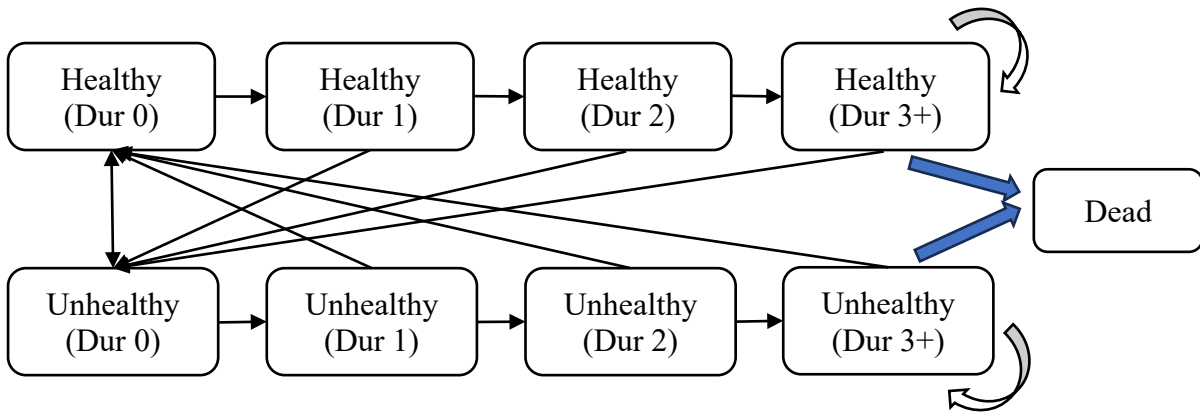 Healthy
(Dur 0)
Healthy
(Dur 1)
Healthy
(Dur 2)
Healthy
(Dur 3+)
Dead
Unhealthy
(Dur 0)
Unhealthy
(Dur 1)
Unhealthy
(Dur 2)
Unhealthy
(Dur 3+)